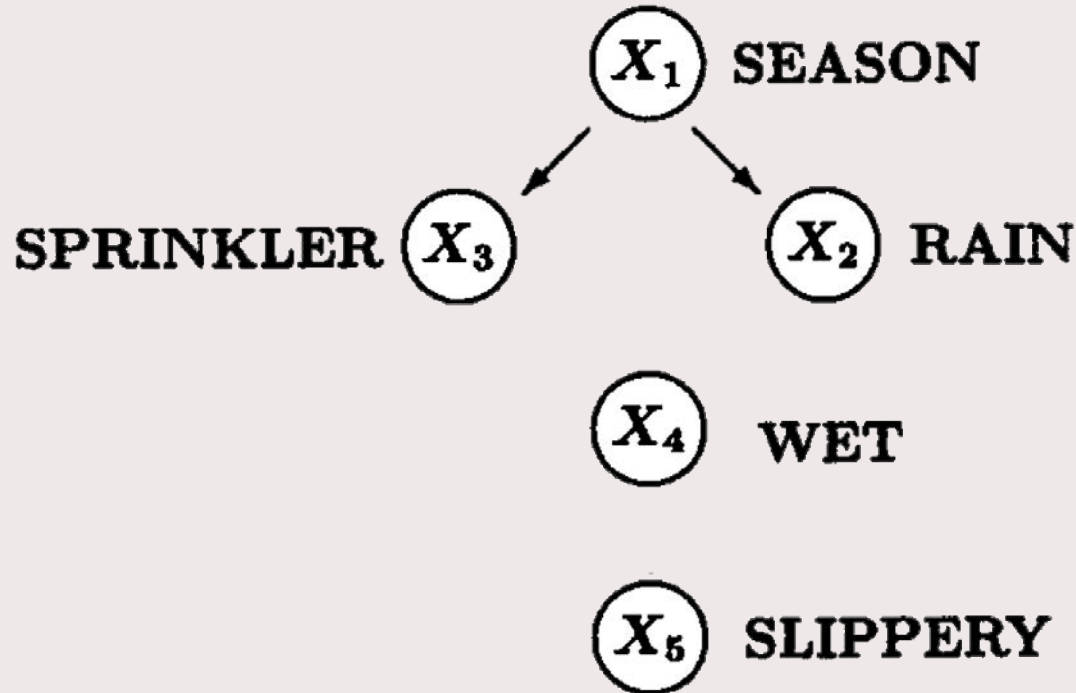 X₁ SEASON
SPRINKLER X₃ X₂ RAIN
X₄ WET
X₅ SLIPPERY